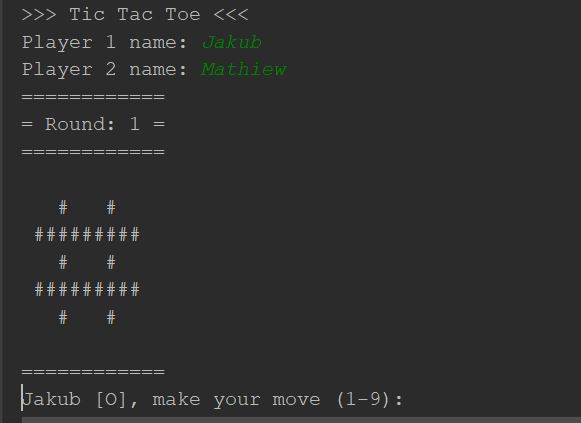 >>> Tic Tac Toe <<<
Player 1 name: Jakub
Player 2 name: Mathiew
============
= Round: 1 =
============
   #   #
 #########
   #   #
 #########
   #   #
============
Jakub [O], make your move (1-9):